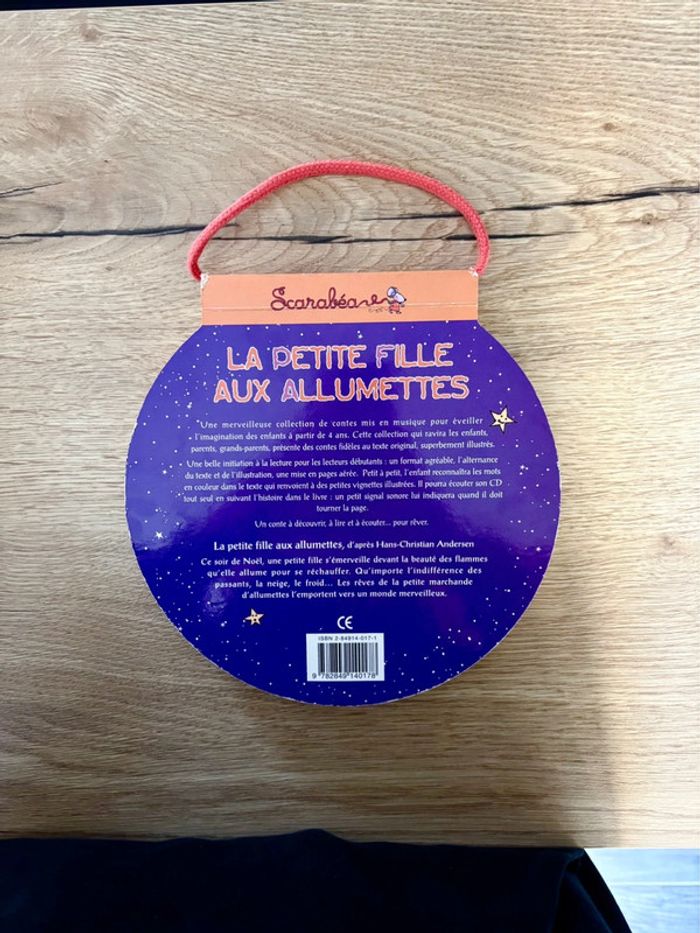 Scarabéa
LA PETITE FILLE
AUX ALLUMETTES
"Une merveilleuse collection de contes mis en musique pour éveiller
l'imagination des enfants à partir de 4 ans. Cette collection qui ravira les enfants,
parents, grands-parents, présente des contes fidèles au texte original, superbement illustrés.
Une belle initiation à la lecture pour les lecteurs débutants : un format agréable, l'alternance
du texte et de l'illustration, une mise en pages aérée. Petit à petit, l'enfant reconnaîtra les mots
en couleur dans le texte qui renvoient à des petites vignettes illustrées. Il pourra écouter son CD
tout seul en suivant l'histoire dans le livre : un petit signal sonore lui indiquera quand il doit
tourner la page.
Un conte à découvrir, à lire et à écouter... pour rêver.
La petite fille aux allumettes, d'après Hans-Christian Andersen
Ce soir de Noël, une petite fille s'émerveille devant la beauté des flammes
qu'elle allume pour se réchauffer. Qu'importe l'indifférence des
passants, la neige, le froid... Les rêves de la petite marchande
d'allumettes l'emportent vers un monde merveilleux.
CE
ISBN 2-84914-017-1
9 782849 140178